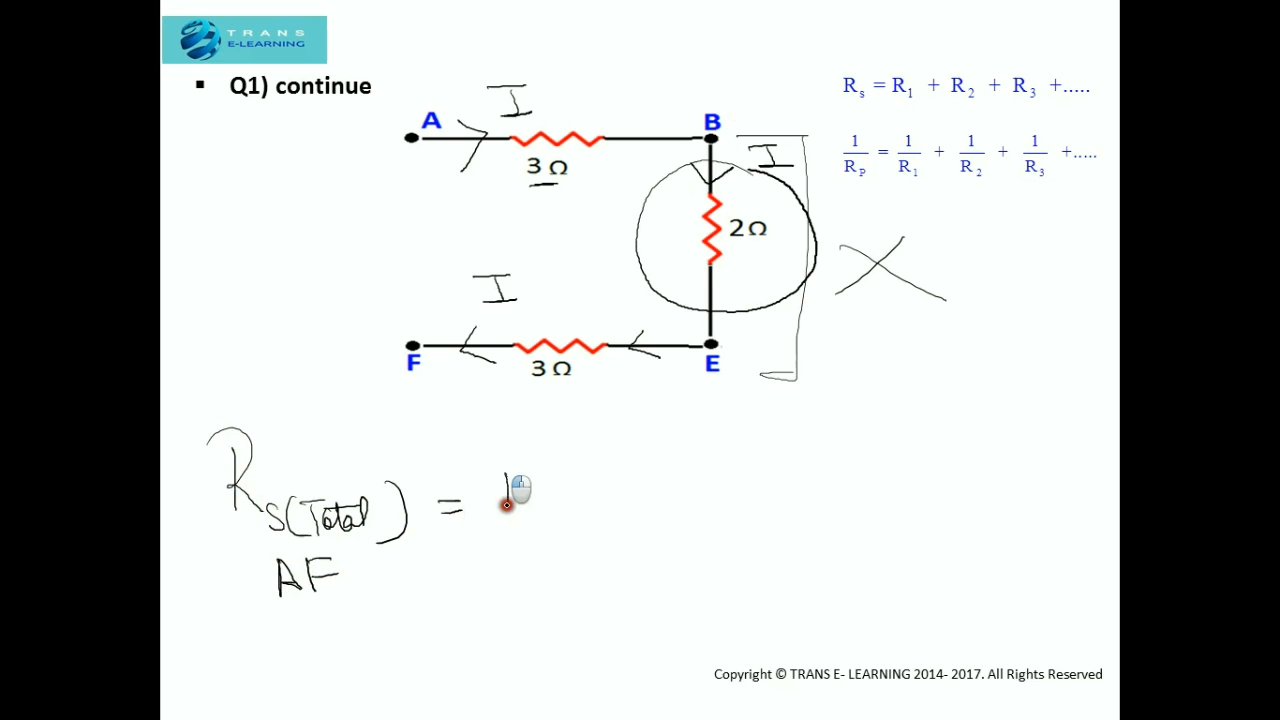 TRANS
E-LEARNING
▪ Q1) continue
I
A
B
3 Ω
I
2Ω
I
F
3 Ω
E
Rs = R1 + R2 + R3 +.....
1/RP = 1/R1 + 1/R2 + 1/R3 +.....
RS(Total) =
AF
Copyright © TRANS E- LEARNING 2014- 2017. All Rights Reserved